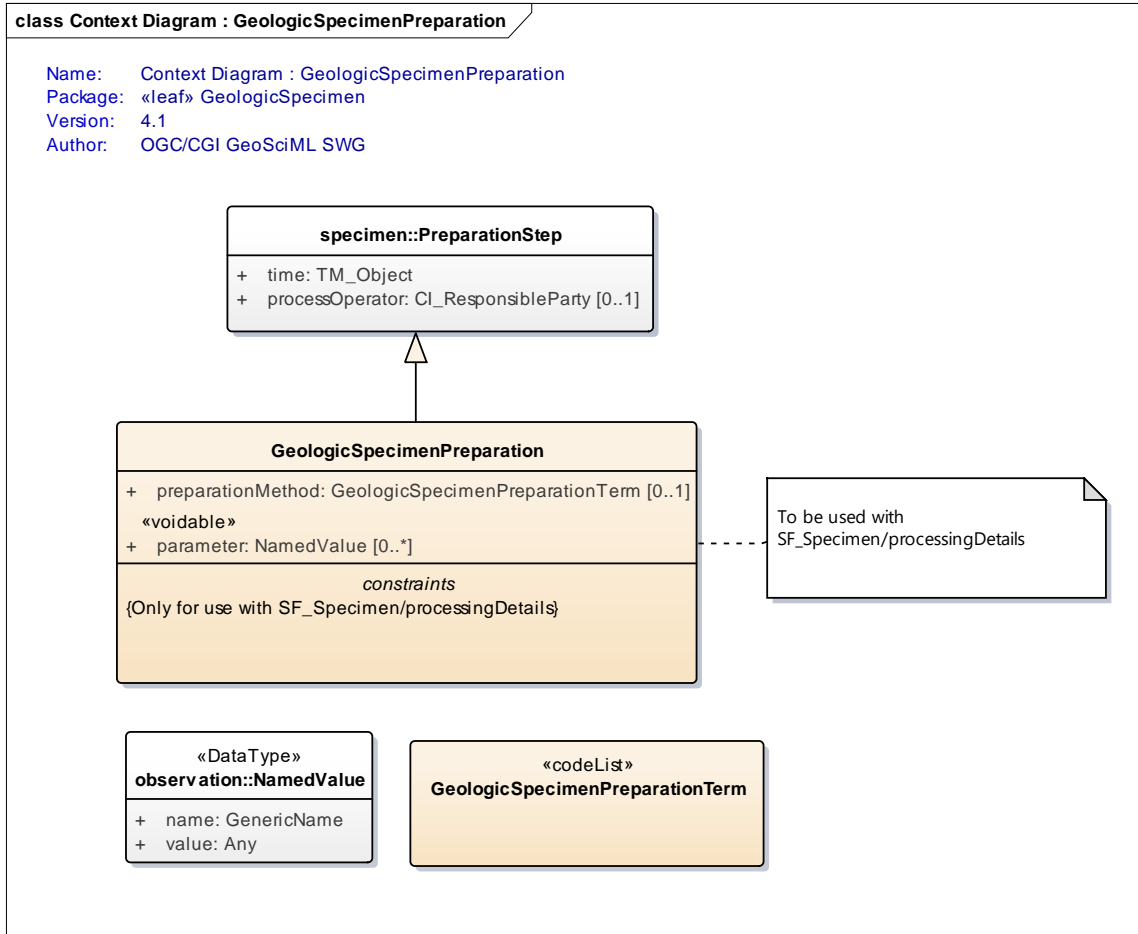 class Context Diagram : GeologicSpecimenPreparation
Name: Context Diagram : GeologicSpecimenPreparation
Package: «leaf» GeologicSpecimen
Version: 4.1
Author: OGC/CGI GeoSciML SWG
specimen::PreparationStep
+ time: TM_Object
+ processOperator: CI_ResponsibleParty [0..1]
GeologicSpecimenPreparation
+ preparationMethod: GeologicSpecimenPreparationTerm [0..1]
«voidable»
+ parameter: NamedValue [0..*]
constraints
{Only for use with SF_Specimen/processingDetails}
To be used with
SF_Specimen/processingDetails
«DataType»
observation::NamedValue
+ name: GenericName
+ value: Any
«codeList»
GeologicSpecimenPreparationTerm